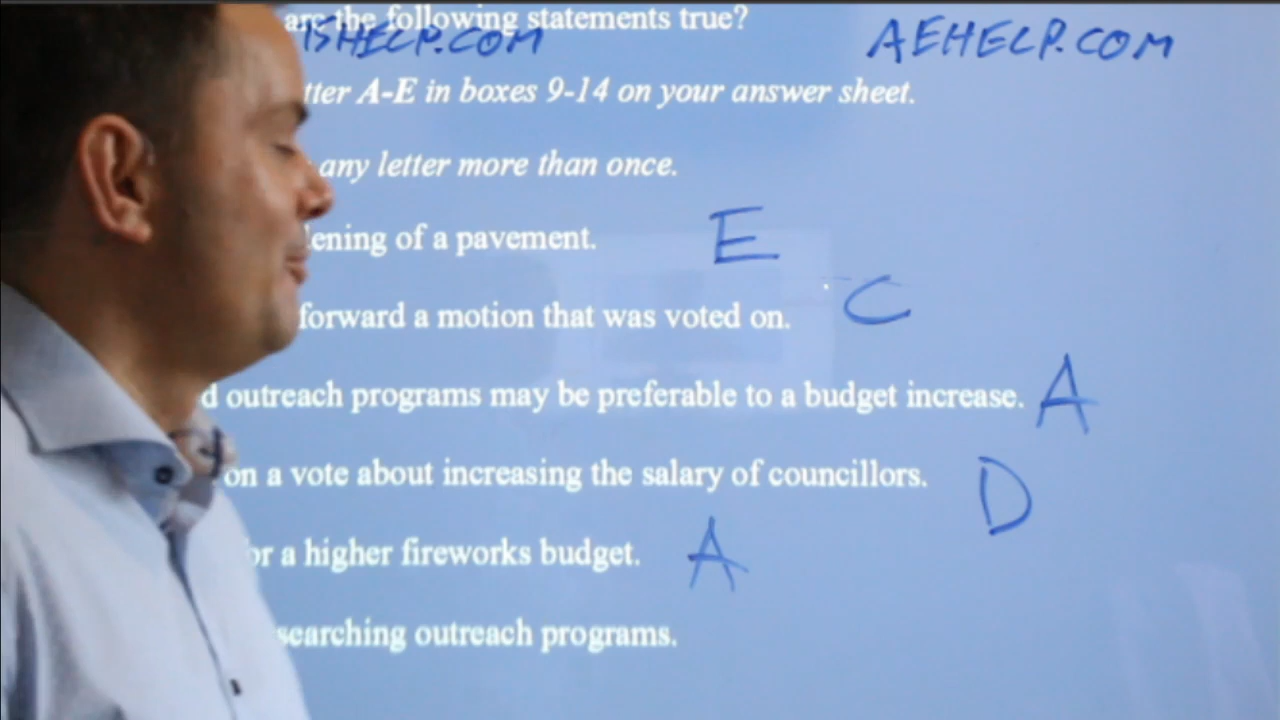 are the following statements true?
SHELP.COM AEHELP.COM
tter A-E in boxes 9-14 on your answer sheet.
any letter more than once.
ening of a pavement. E
forward a motion that was voted on. C
d outreach programs may be preferable to a budget increase. A
on a vote about increasing the salary of councillors. D
or a higher fireworks budget. A
searching outreach programs.